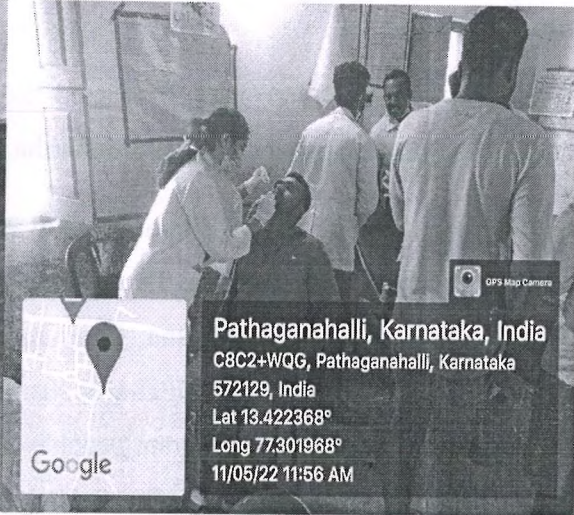 GPS Map Camera
Pathaganahalli, Karnataka, India
C8C2+WQG, Pathaganahalli, Karnataka
572129, India
Lat 13.422368°
Long 77.301968°
11/05/22 11:56 AM
Google